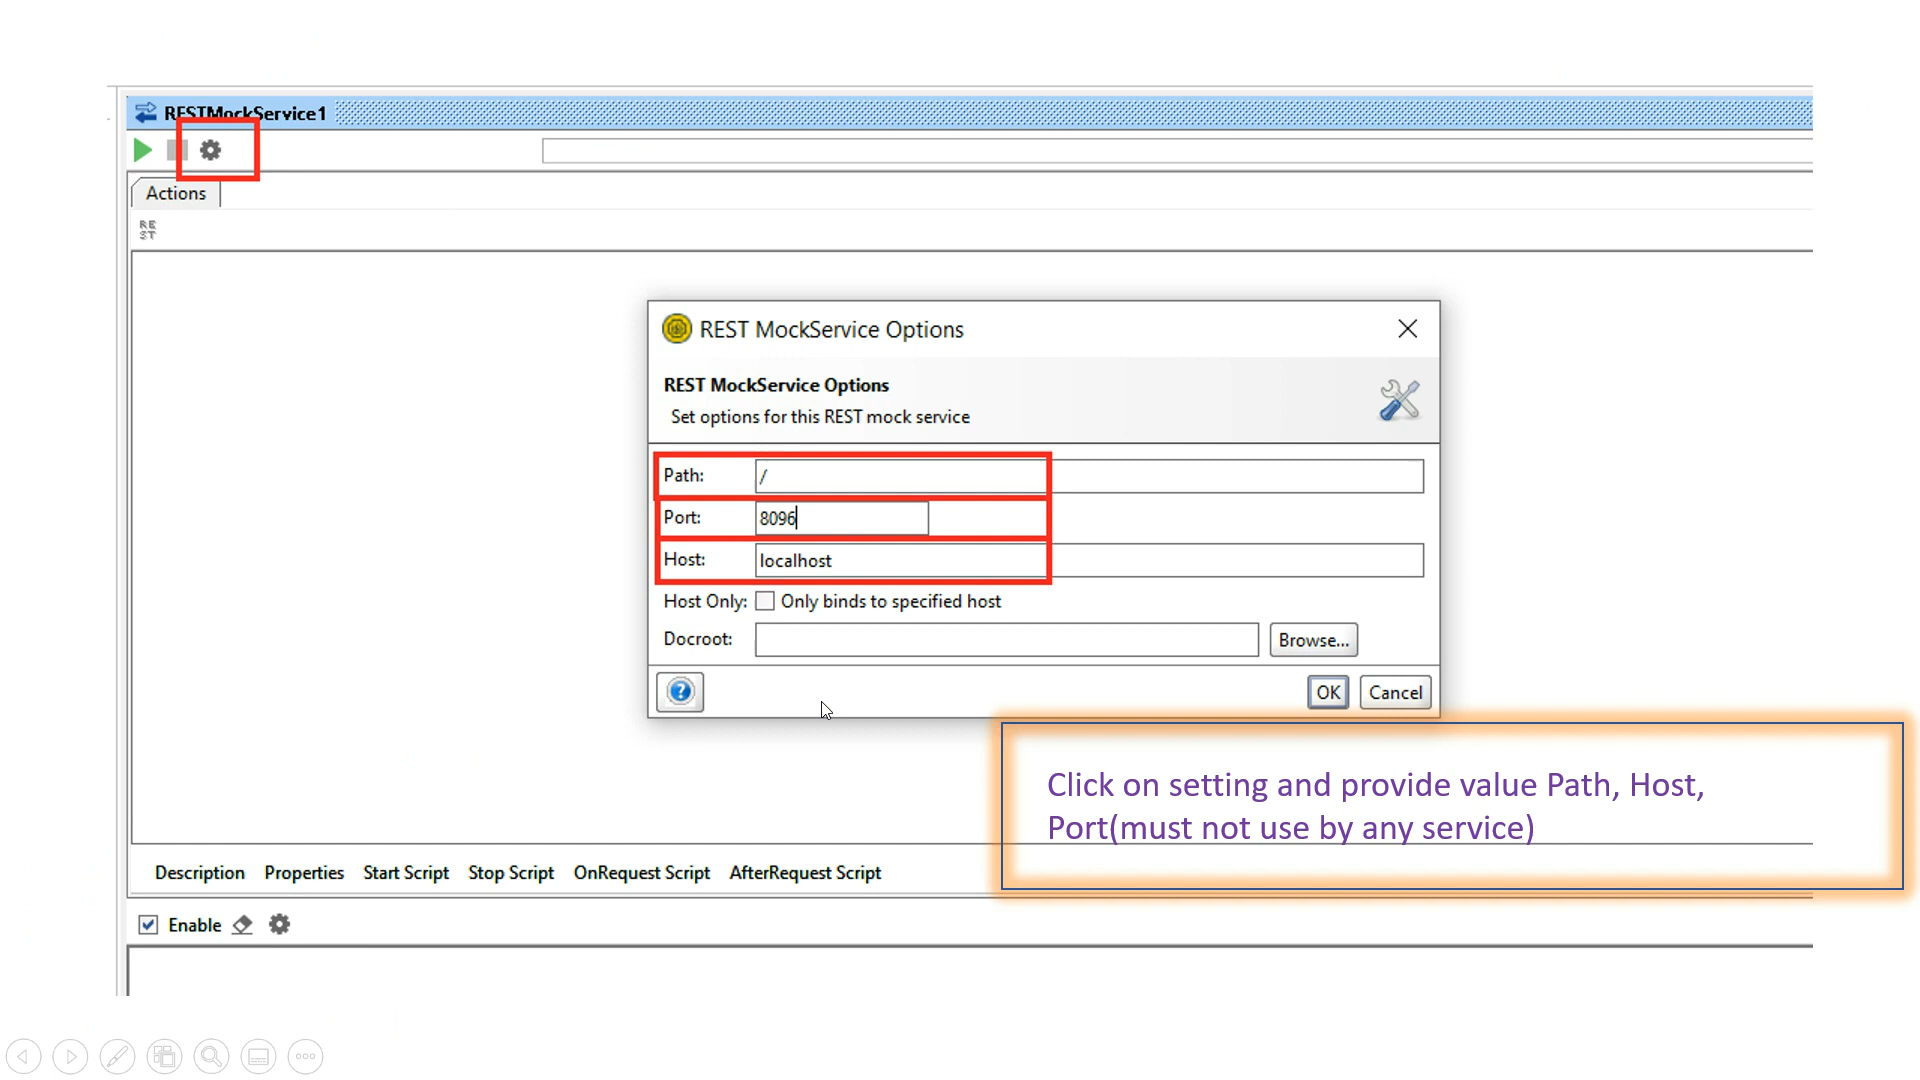 RESTMockService1
Actions
RE
ST
REST MockService Options
REST MockService Options
Set options for this REST mock service
Path: /
Port: 8096
Host: localhost
Host Only: Only binds to specified host
Docroot: Browse...
OK Cancel
Click on setting and provide value Path, Host,
Port(must not use by any service)
Description Properties Start Script Stop Script OnRequest Script AfterRequest Script
Enable